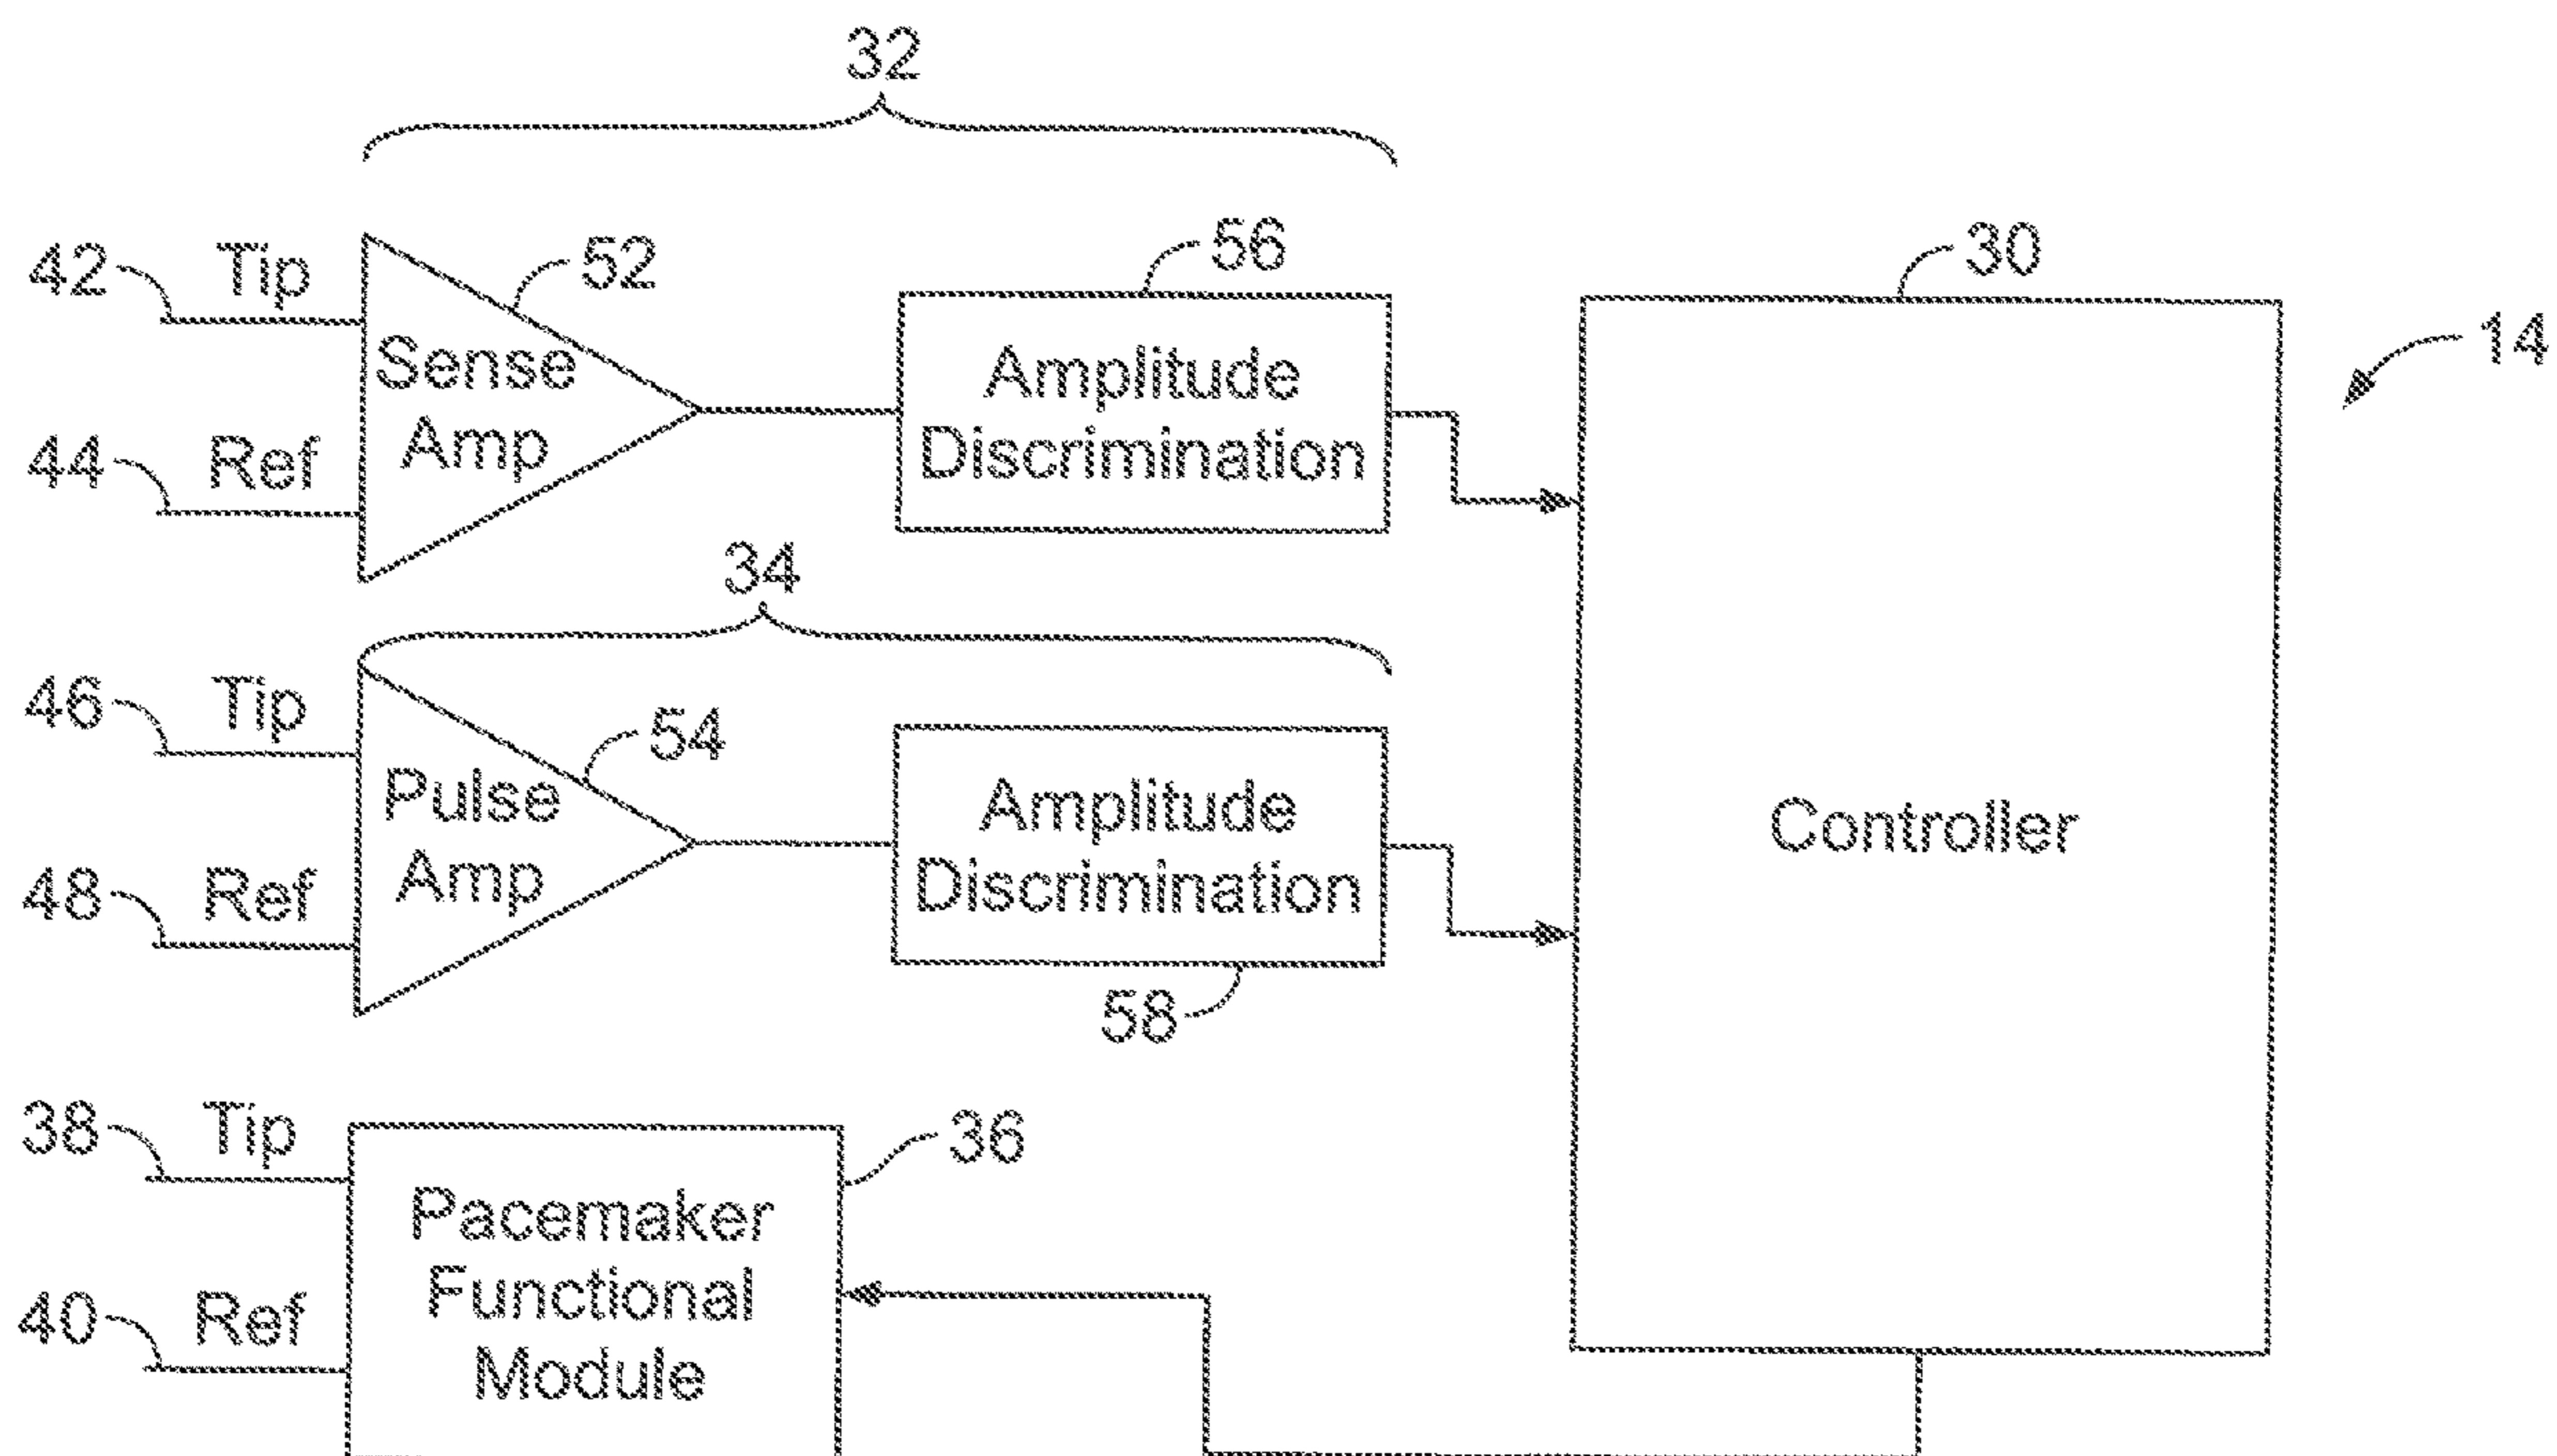 32
42 Tip
52
56
30
14
Sense
Amp
Amplitude
Discrimination
44 Ref
34
46 Tip
54
Pulse
Amp
Amplitude
Discrimination
Controller
48 Ref
58
38 Tip
36
Pacemaker
Functional
Module
40 Ref